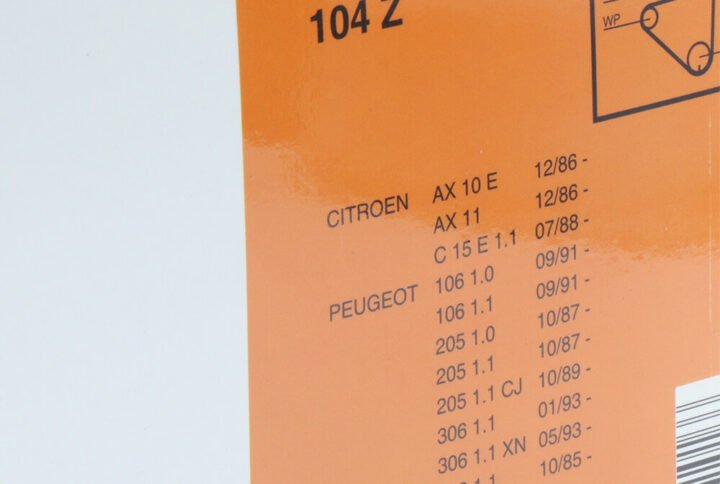 104 Z
WP
CITROEN AX 10 E 12/86 -
AX 11 12/86 -
C 15 E 1.1 07/88 -
PEUGEOT 106 1.0 09/91 -
106 1.1 09/91 -
205 1.0 10/87 -
205 1.1 10/87 -
205 1.1 CJ 10/89 -
306 1.1 01/93 -
306 1.1 XN 05/93 -
10/85 -